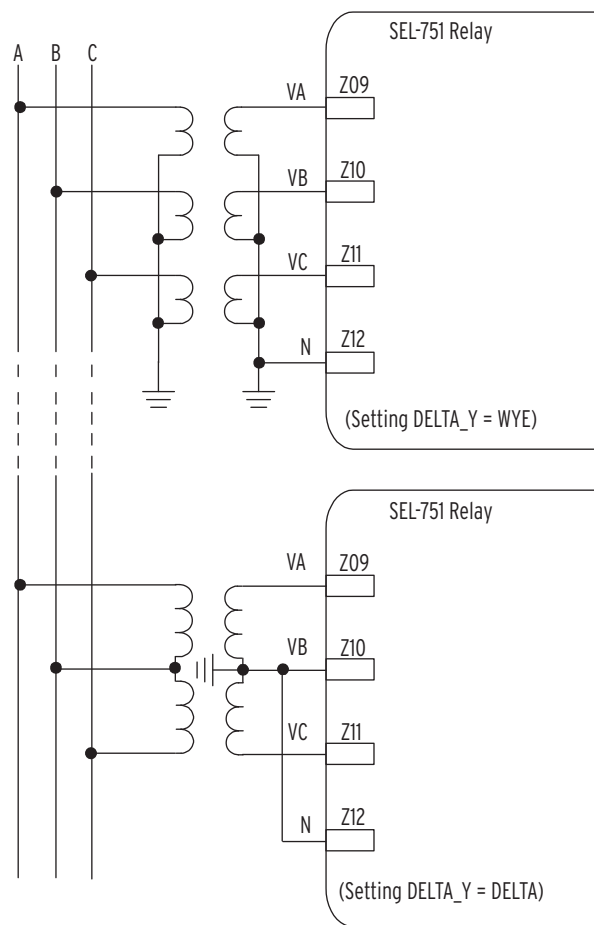 SEL-751 Relay
A B C
VA Z09
VB Z10
VC Z11
N Z12
(Setting DELTA_Y = WYE)
SEL-751 Relay
VA Z09
VB Z10
VC Z11
N Z12
(Setting DELTA_Y = DELTA)